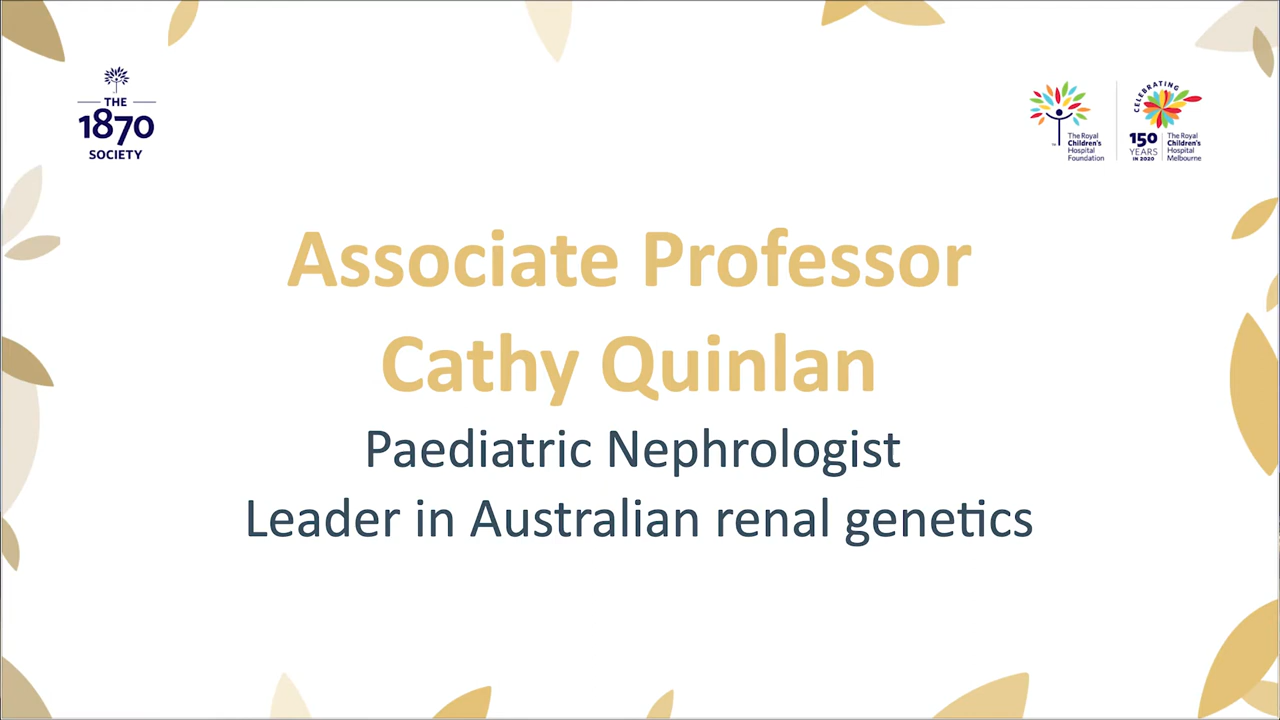 THE
1870
SOCIETY
The Royal
Children's
Hospital
Foundation
CELEBRATING
150
YEARS
IN 2020
The Royal
Children's
Hospital
Melbourne
Associate Professor
Cathy Quinlan
Paediatric Nephrologist
Leader in Australian renal genetics